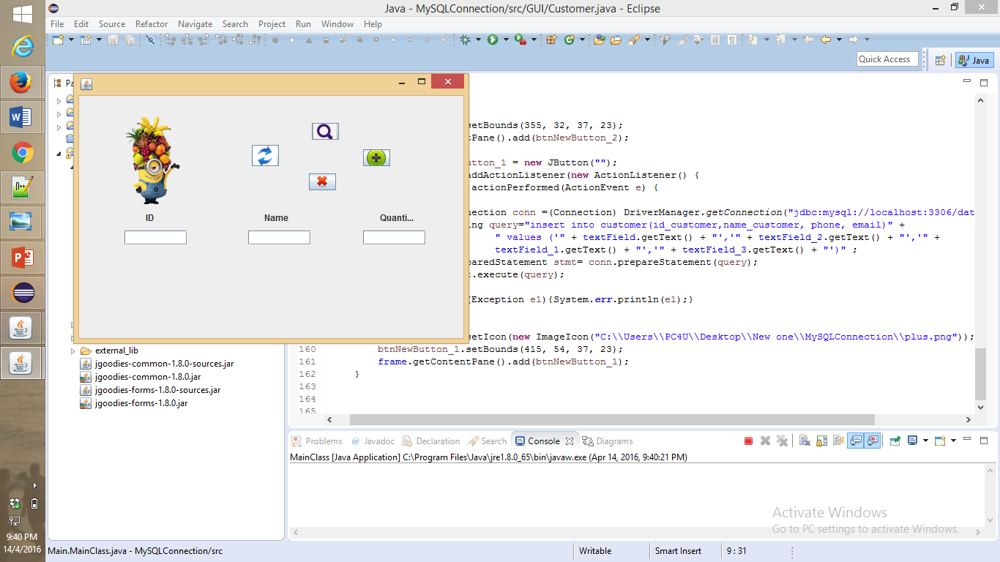 Java - MySQLConnection/src/GUI/Customer.java - Eclipse
File Edit Source Refactor Navigate Search Project Run Window Help
Quick Access
Java
Pa
setBounds(355, 32, 37, 23);
tPane().add(btnNewButton_2);
utton_1 = new JButton("");
addActionListener(new ActionListener() {
actionPerformed(ActionEvent e) {
nection conn =(Connection) DriverManager.getConnection("jdbc:mysql://localhost:3306/dat
ing query="insert into customer(id_customer,name_customer, phone, email)" +
" values ('" + textField.getText() + "','" + textField_2.getText() + "','" +
textField_1.getText() + "','" + textField_3.getText() + "')" ;
paredStatement stmt= conn.prepareStatement(query);
t.execute(query);
(Exception e1){System.err.println(e1);}
setIcon(new ImageIcon("C:\\Users\\PC4U\\Desktop\\New one\\MySQLConnection\\plus.png"));
160 btnNewButton_1.setBounds(415, 54, 37, 23);
161 frame.getContentPane().add(btnNewButton_1);
162 }
163
164
165
ID Name Quanti...
external_lib
jgoodies-common-1.8.0-sources.jar
jgoodies-common-1.8.0.jar
jgoodies-forms-1.8.0-sources.jar
jgoodies-forms-1.8.0.jar
Problems @ Javadoc Declaration Search Console Diagrams
MainClass [Java Application] C:\Program Files\Java\jre1.8.0_65\bin\javaw.exe (Apr 14, 2016, 9:40:21 PM)
Activate Windows
Go to PC settings to activate Windows.
9:40 PM
14/4/2016
Main.MainClass.java - MySQLConnection/src
Writable
Smart Insert
9 : 31